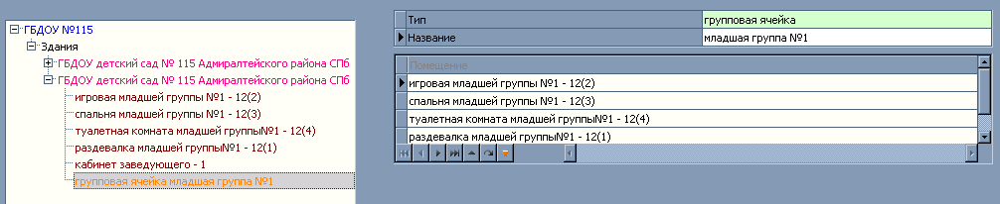 ГБДОУ №115
Здания
ГБДОУ детский сад № 115 Адмиралтейского района СПб
ГБДОУ детский сад № 115 Адмиралтейского района СПб
игровая младшей группы №1 - 12(2)
спальня младшей группы №1 - 12(3)
туалетная комната младшей группы№1 - 12(4)
раздевалка младшей группы№1 - 12(1)
кабинет заведующего - 1
групповая ячейка младшая группа №1
Тип групповая ячейка
Название младшая группа №1
Помещение
игровая младшей группы №1 - 12(2)
спальня младшей группы №1 - 12(3)
туалетная комната младшей группы№1 - 12(4)
раздевалка младшей группы№1 - 12(1)